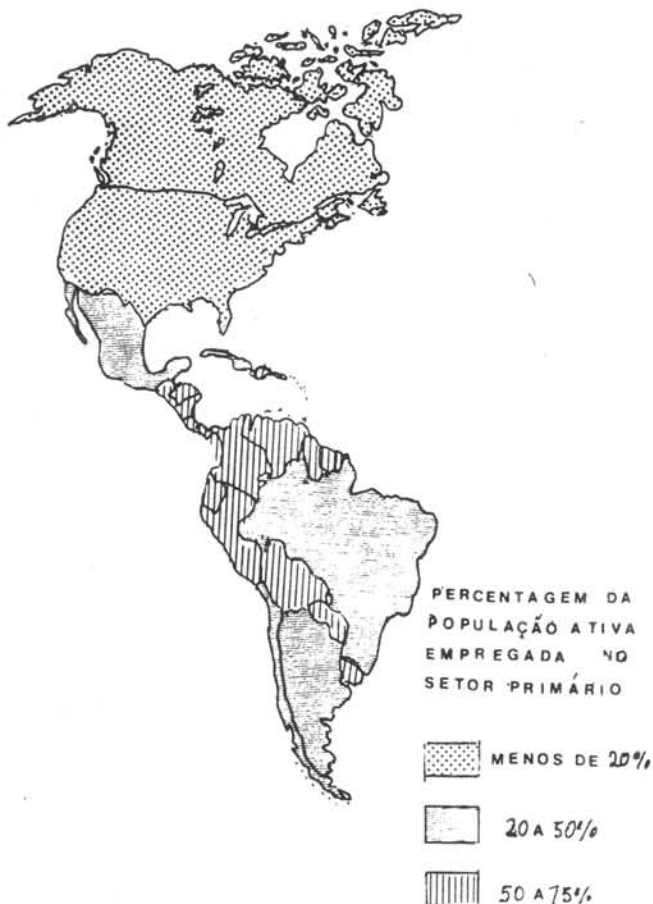 PERCENTAGEM DA
POPULAÇÃO ATIVA
EMPREGADA NO
SETOR PRIMÁRIO
MENOS DE 20%
20 A 50%
50 A 75%